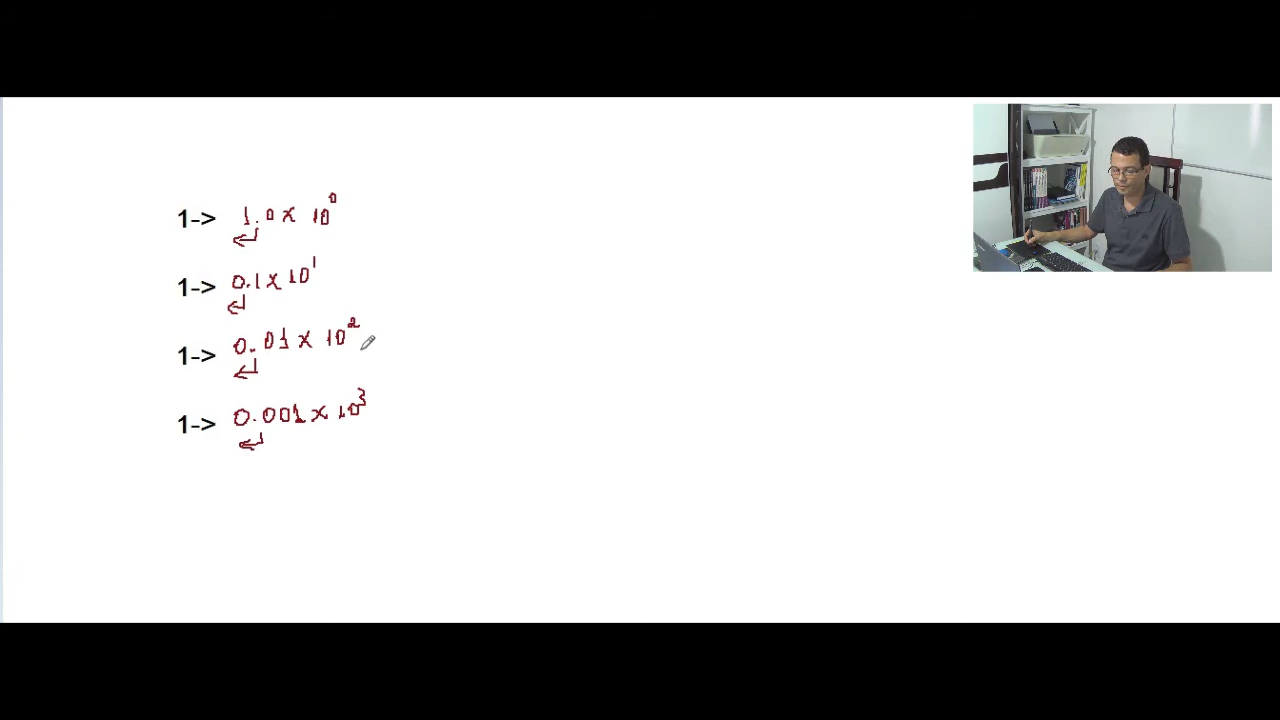 1-> 1.0 x 10⁰
1-> 0.1 x 10¹
1-> 0.01 x 10²
1-> 0.001 x 10³